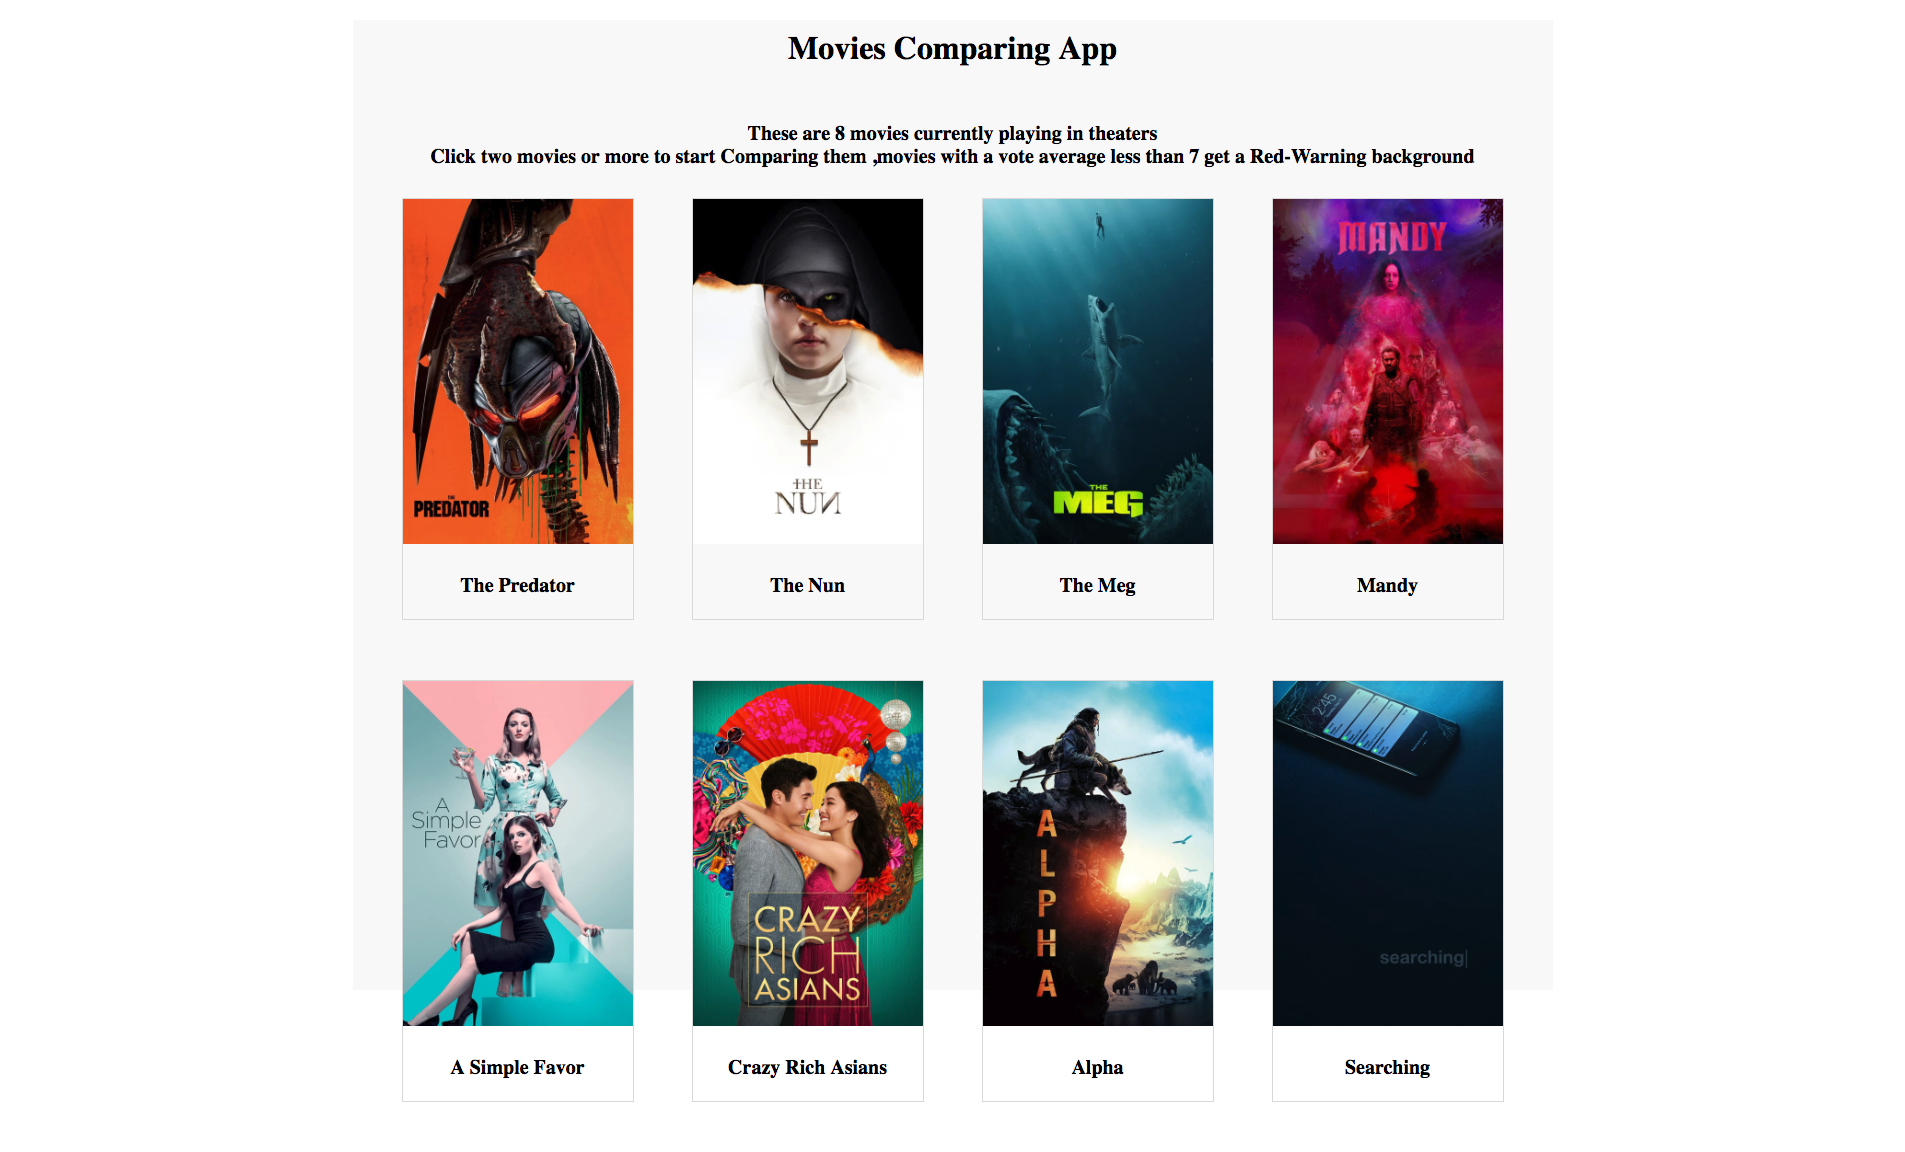 Movies Comparing App
These are 8 movies currently playing in theaters
Click two movies or more to start Comparing them ,movies with a vote average less than 7 get a Red-Warning background
THE
PREDATOR
THE
NUN
THE
MEG
MANDY
The Predator
The Nun
The Meg
Mandy
A
Simple
Favor
CRAZY
RICH
ASIANS
A
L
P
H
A
2:45
searching
A Simple Favor
Crazy Rich Asians
Alpha
Searching